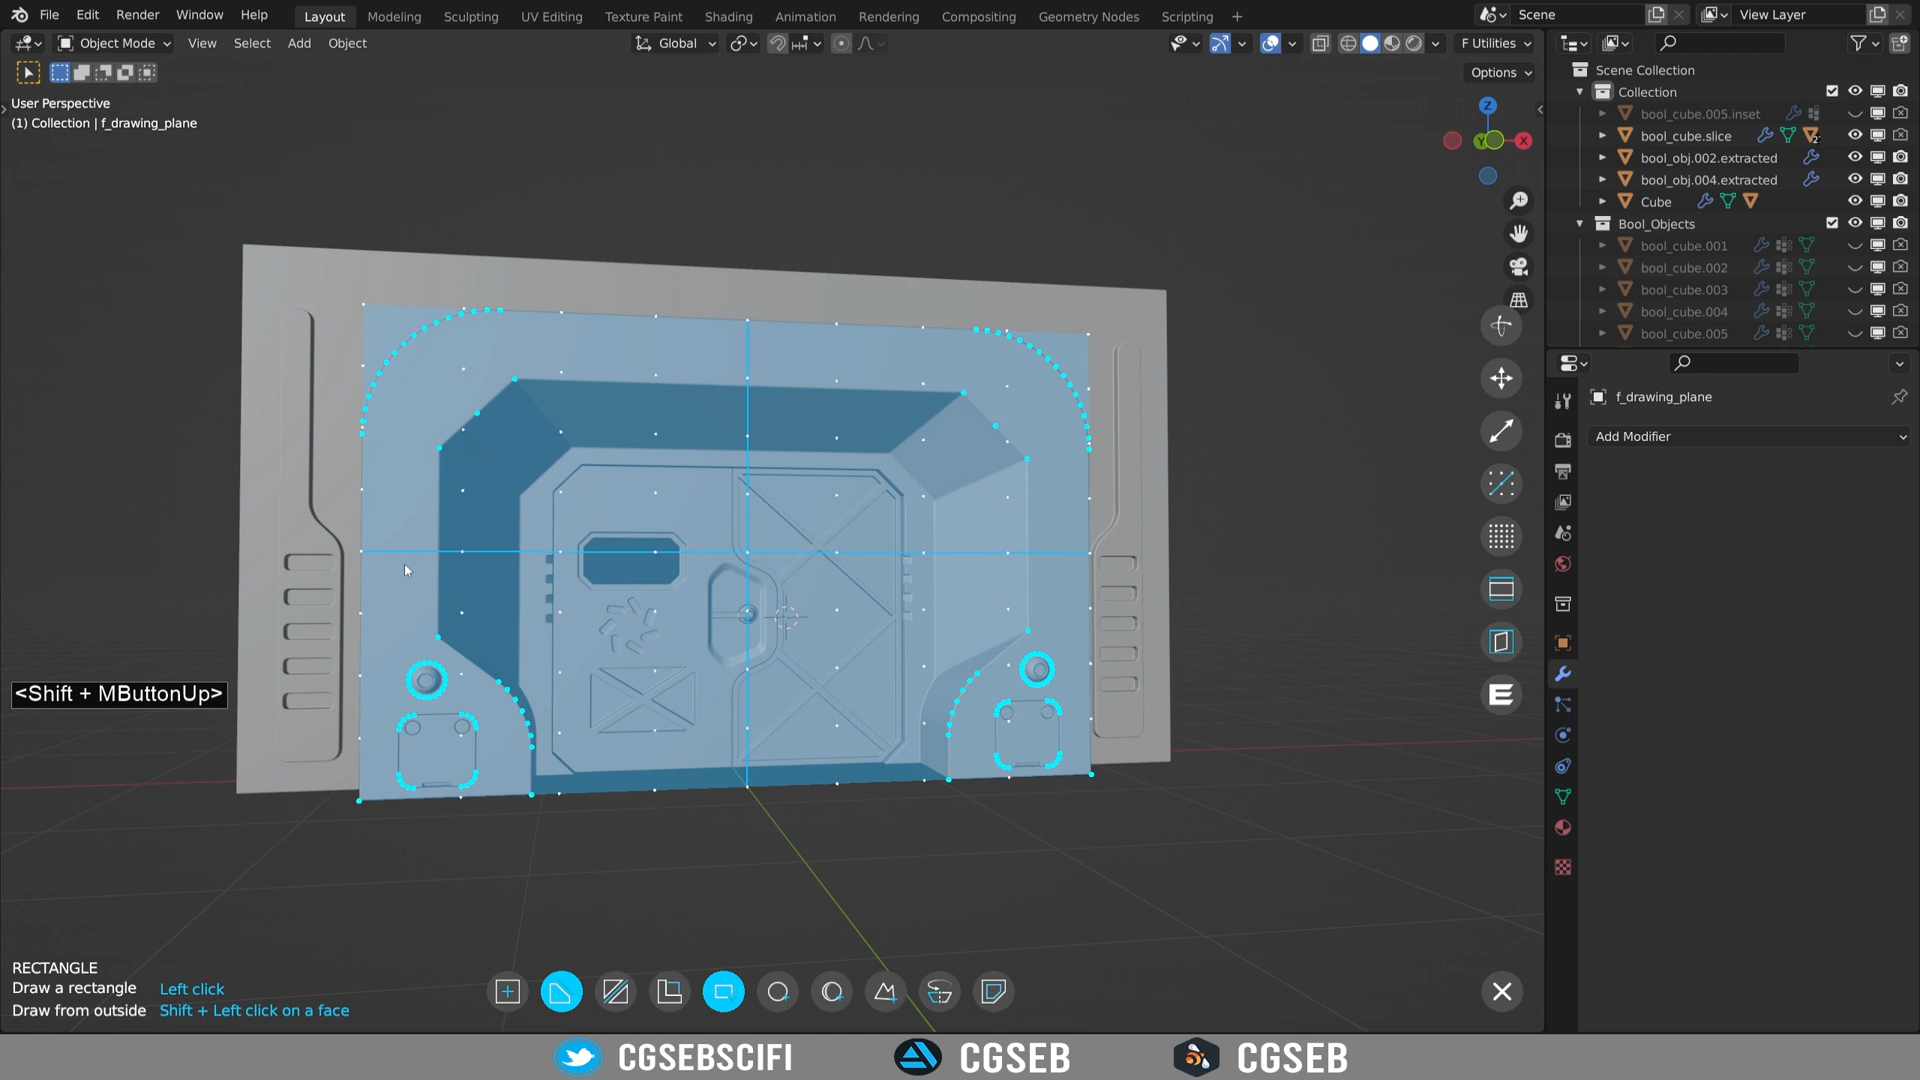 File Edit Render Window Help Layout Modeling Sculpting UV Editing Texture Paint Shading Animation Rendering Compositing Geometry Nodes Scripting + Scene View Layer
Object Mode View Select Add Object Global F Utilities
Options
User Perspective
(1) Collection | f_drawing_plane
Z
Y X
Scene Collection
Collection
bool_cube.005.inset
bool_cube.slice 2
bool_obj.002.extracted
bool_obj.004.extracted
Cube
Bool_Objects
bool_cube.001
bool_cube.002
bool_cube.003
bool_cube.004
bool_cube.005
f_drawing_plane
Add Modifier
<Shift + MButtonUp>
RECTANGLE
Draw a rectangle Left click
Draw from outside Shift + Left click on a face
CGSEBSCIFI CGSEB CGSEB